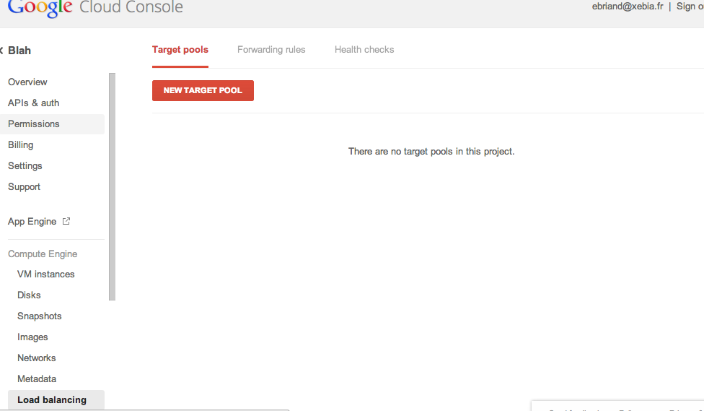 Google Cloud Console
ebriand@xebia.fr | Sign
Blah
Target pools Forwarding rules Health checks
NEW TARGET POOL
There are no target pools in this project.
Overview
APIs & auth
Permissions
Billing
Settings
Support
App Engine
Compute Engine
VM instances
Disks
Snapshots
Images
Networks
Metadata
Load balancing